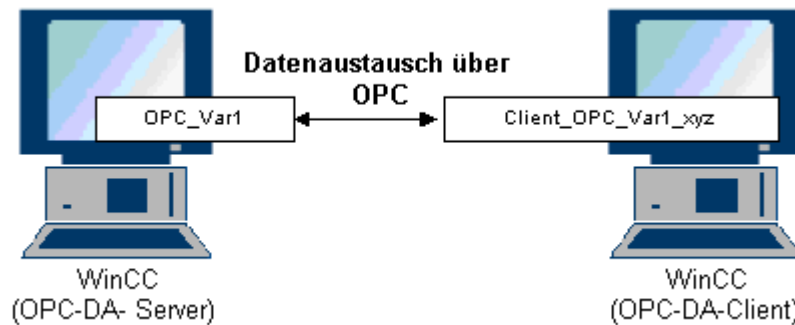 Datenaustausch über
OPC
OPC_Var1
Client_OPC_Var1_xyz
WinCC
(OPC-DA- Server)
WinCC
(OPC-DA-Client)